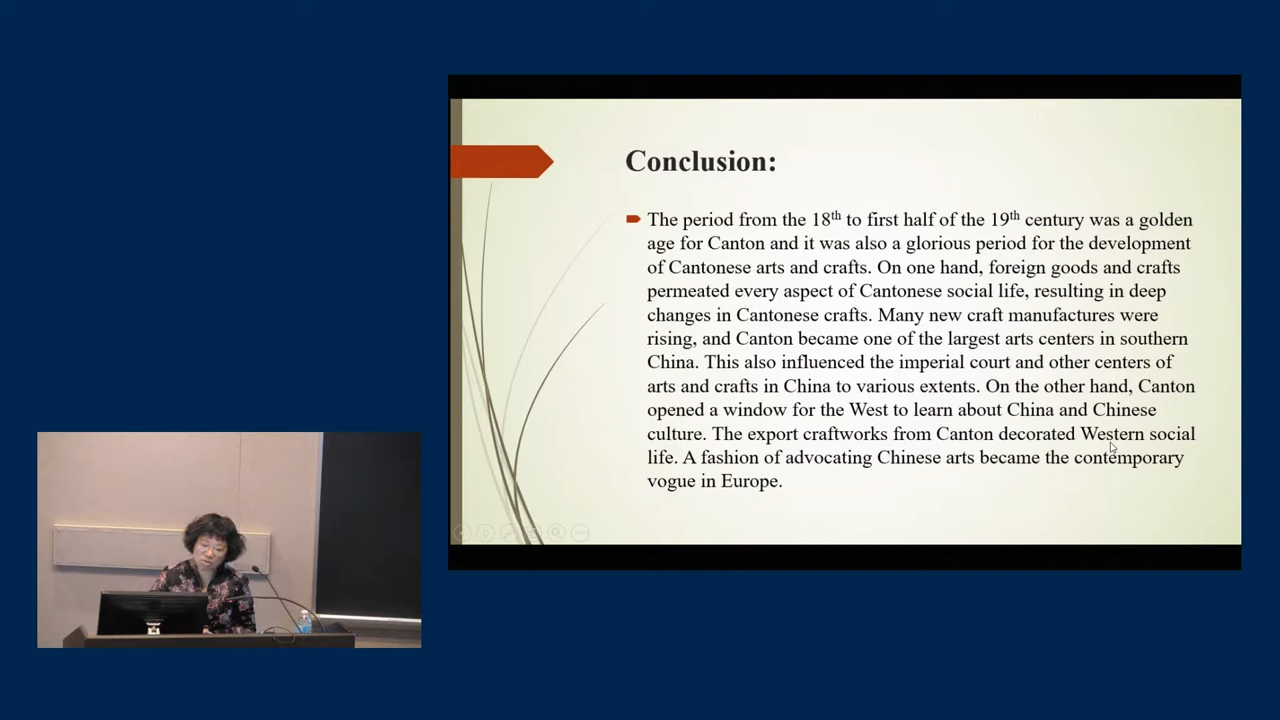 Conclusion:
The period from the 18th to first half of the 19th century was a golden
age for Canton and it was also a glorious period for the development
of Cantonese arts and crafts. On one hand, foreign goods and crafts
permeated every aspect of Cantonese social life, resulting in deep
changes in Cantonese crafts. Many new craft manufactures were
rising, and Canton became one of the largest arts centers in southern
China. This also influenced the imperial court and other centers of
arts and crafts in China to various extents. On the other hand, Canton
opened a window for the West to learn about China and Chinese
culture. The export craftworks from Canton decorated Western social
life. A fashion of advocating Chinese arts became the contemporary
vogue in Europe.